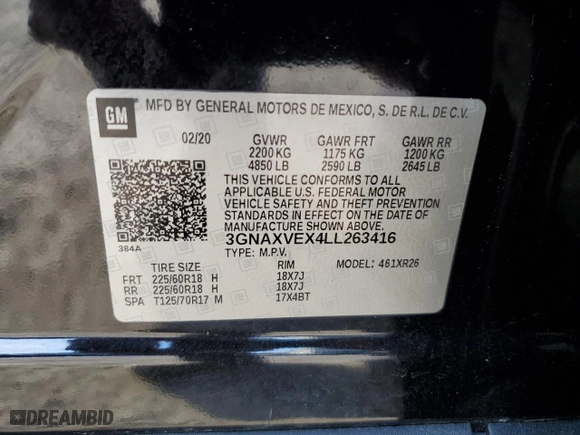 GM MFD BY GENERAL MOTORS DE MEXICO, S. DE R.L. DE C.V.
02/20 GVWR GAWR FRT GAWR RR
2200 KG 1175 KG 1200 KG
4850 LB 2590 LB 2645 LB
THIS VEHICLE CONFORMS TO ALL
APPLICABLE U.S. FEDERAL MOTOR
VEHICLE SAFETY AND THEFT PREVENTION
STANDARDS IN EFFECT ON THE DATE OF
MANUFACTURE SHOWN ABOVE.
384A 3GNAXVEX4LL263416
TYPE: M.P.V. MODEL: 461XR26
TIRE SIZE RIM
FRT 225/60R18 H 18X7J
RR 225/60R18 H 18X7J
SPA T125/70R17 M 17X4BT
DREAMBID